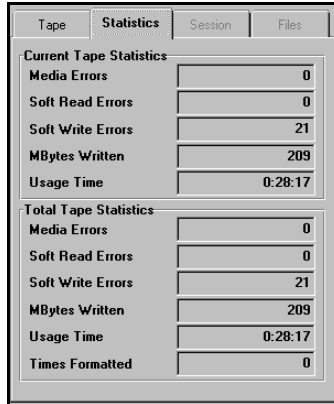 Tape Statistics Session Files
Current Tape Statistics
Media Errors 0
Soft Read Errors 0
Soft Write Errors 21
MBytes Written 209
Usage Time 0:28:17
Total Tape Statistics
Media Errors 0
Soft Read Errors 0
Soft Write Errors 21
MBytes Written 209
Usage Time 0:28:17
Times Formatted 0